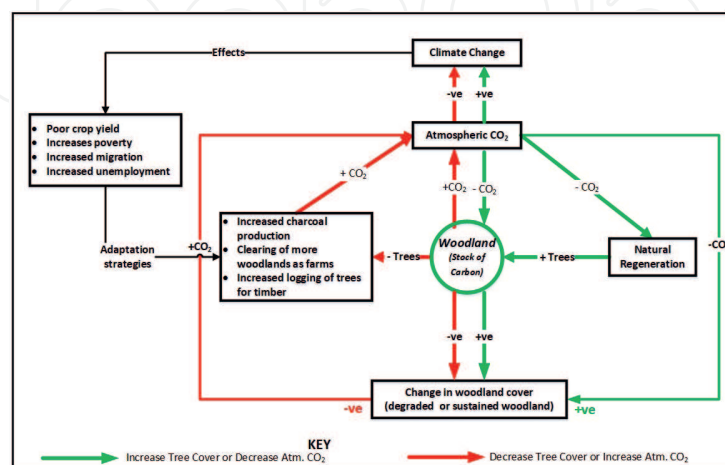 Climate Change
Effects
-ve
+ve
• Poor crop yield
• Increases poverty
• Increased migration
• Increased unemployment
Atmospheric CO₂
+ CO₂
+CO₂
- CO₂
- CO₂
Adaptation
strategies
+CO₂
• Increased charcoal
production
• Clearing of more
woodlands as farms
• Increased logging of trees
for timber
- Trees
Woodland
(Stock of
Carbon)
+ Trees
Natural
Regeneration
-CO
-ve
+ve
Change in woodland cover
(degraded or sustained woodland)
-ve
+ve
KEY
Increase Tree Cover or Decrease Atm. CO₂
Decrease Tree Cover or Increase Atm. CO₂